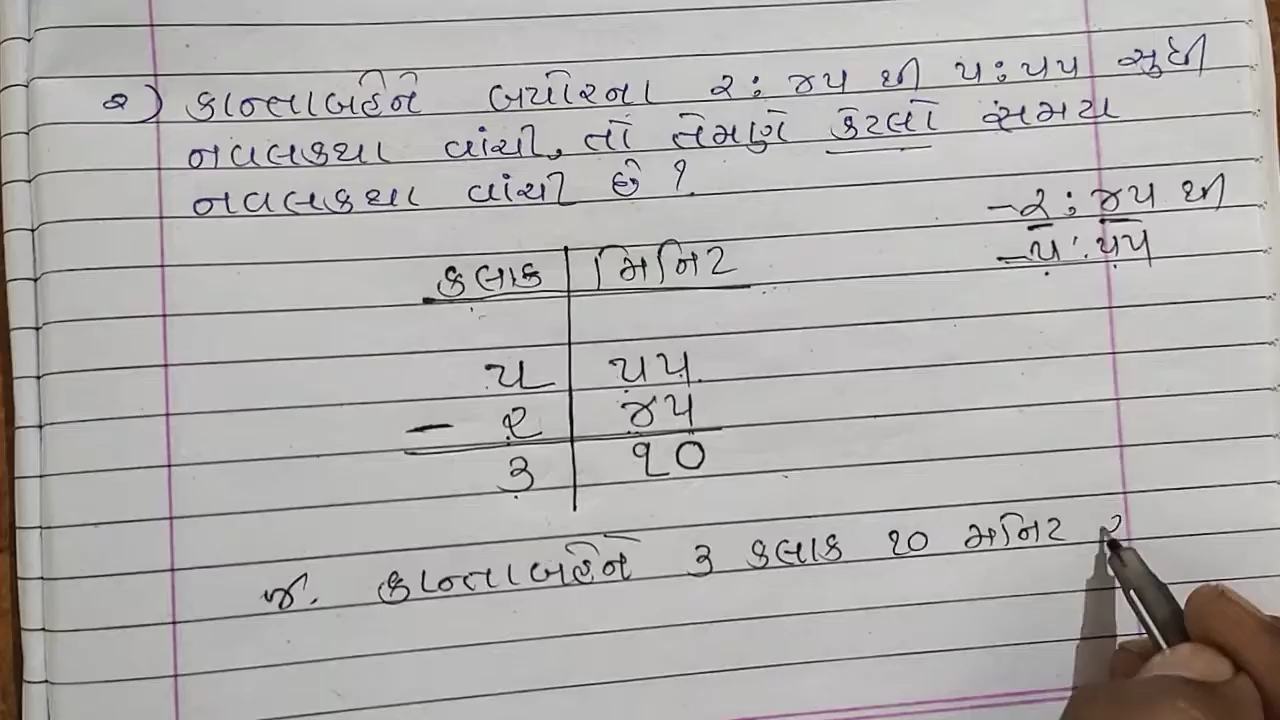 ૨) કાન્તાબહેને બપોરના ૨ : ૪૫ થી ૫ : ૫૫ સુધી
નવલકથા વાંચી, તો તેમણે કેટલો સમય
નવલકથા વાંચી છે ?
- ૨ : ૪૫ થી
- ૫ : ૫૫
કલાક મિનિટ
૫ ૫૫
- ૨ ૪૫
૩ ૧૦
જ. કાન્તાબહેને ૩ કલાક ૧૦ મનિટ